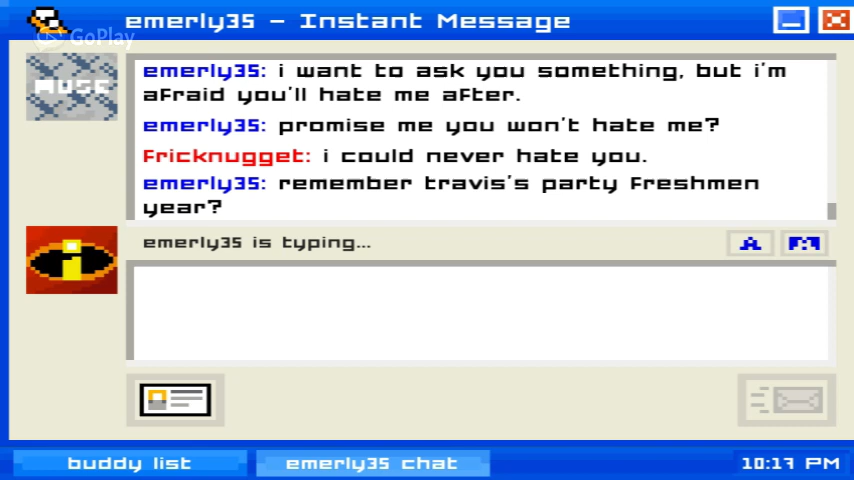 emerly35 - Instant Message
GoPlay
MUSE
emerly35: i want to ask you something, but i'm
afraid you'll hate me after.
emerly35: promise me you won't hate me?
Fricknugget: i could never hate you.
emerly35: remember travis's party Freshmen
year?
emerly35 is typing...
A
i
buddy list
emerly35 chat
10:17 PM